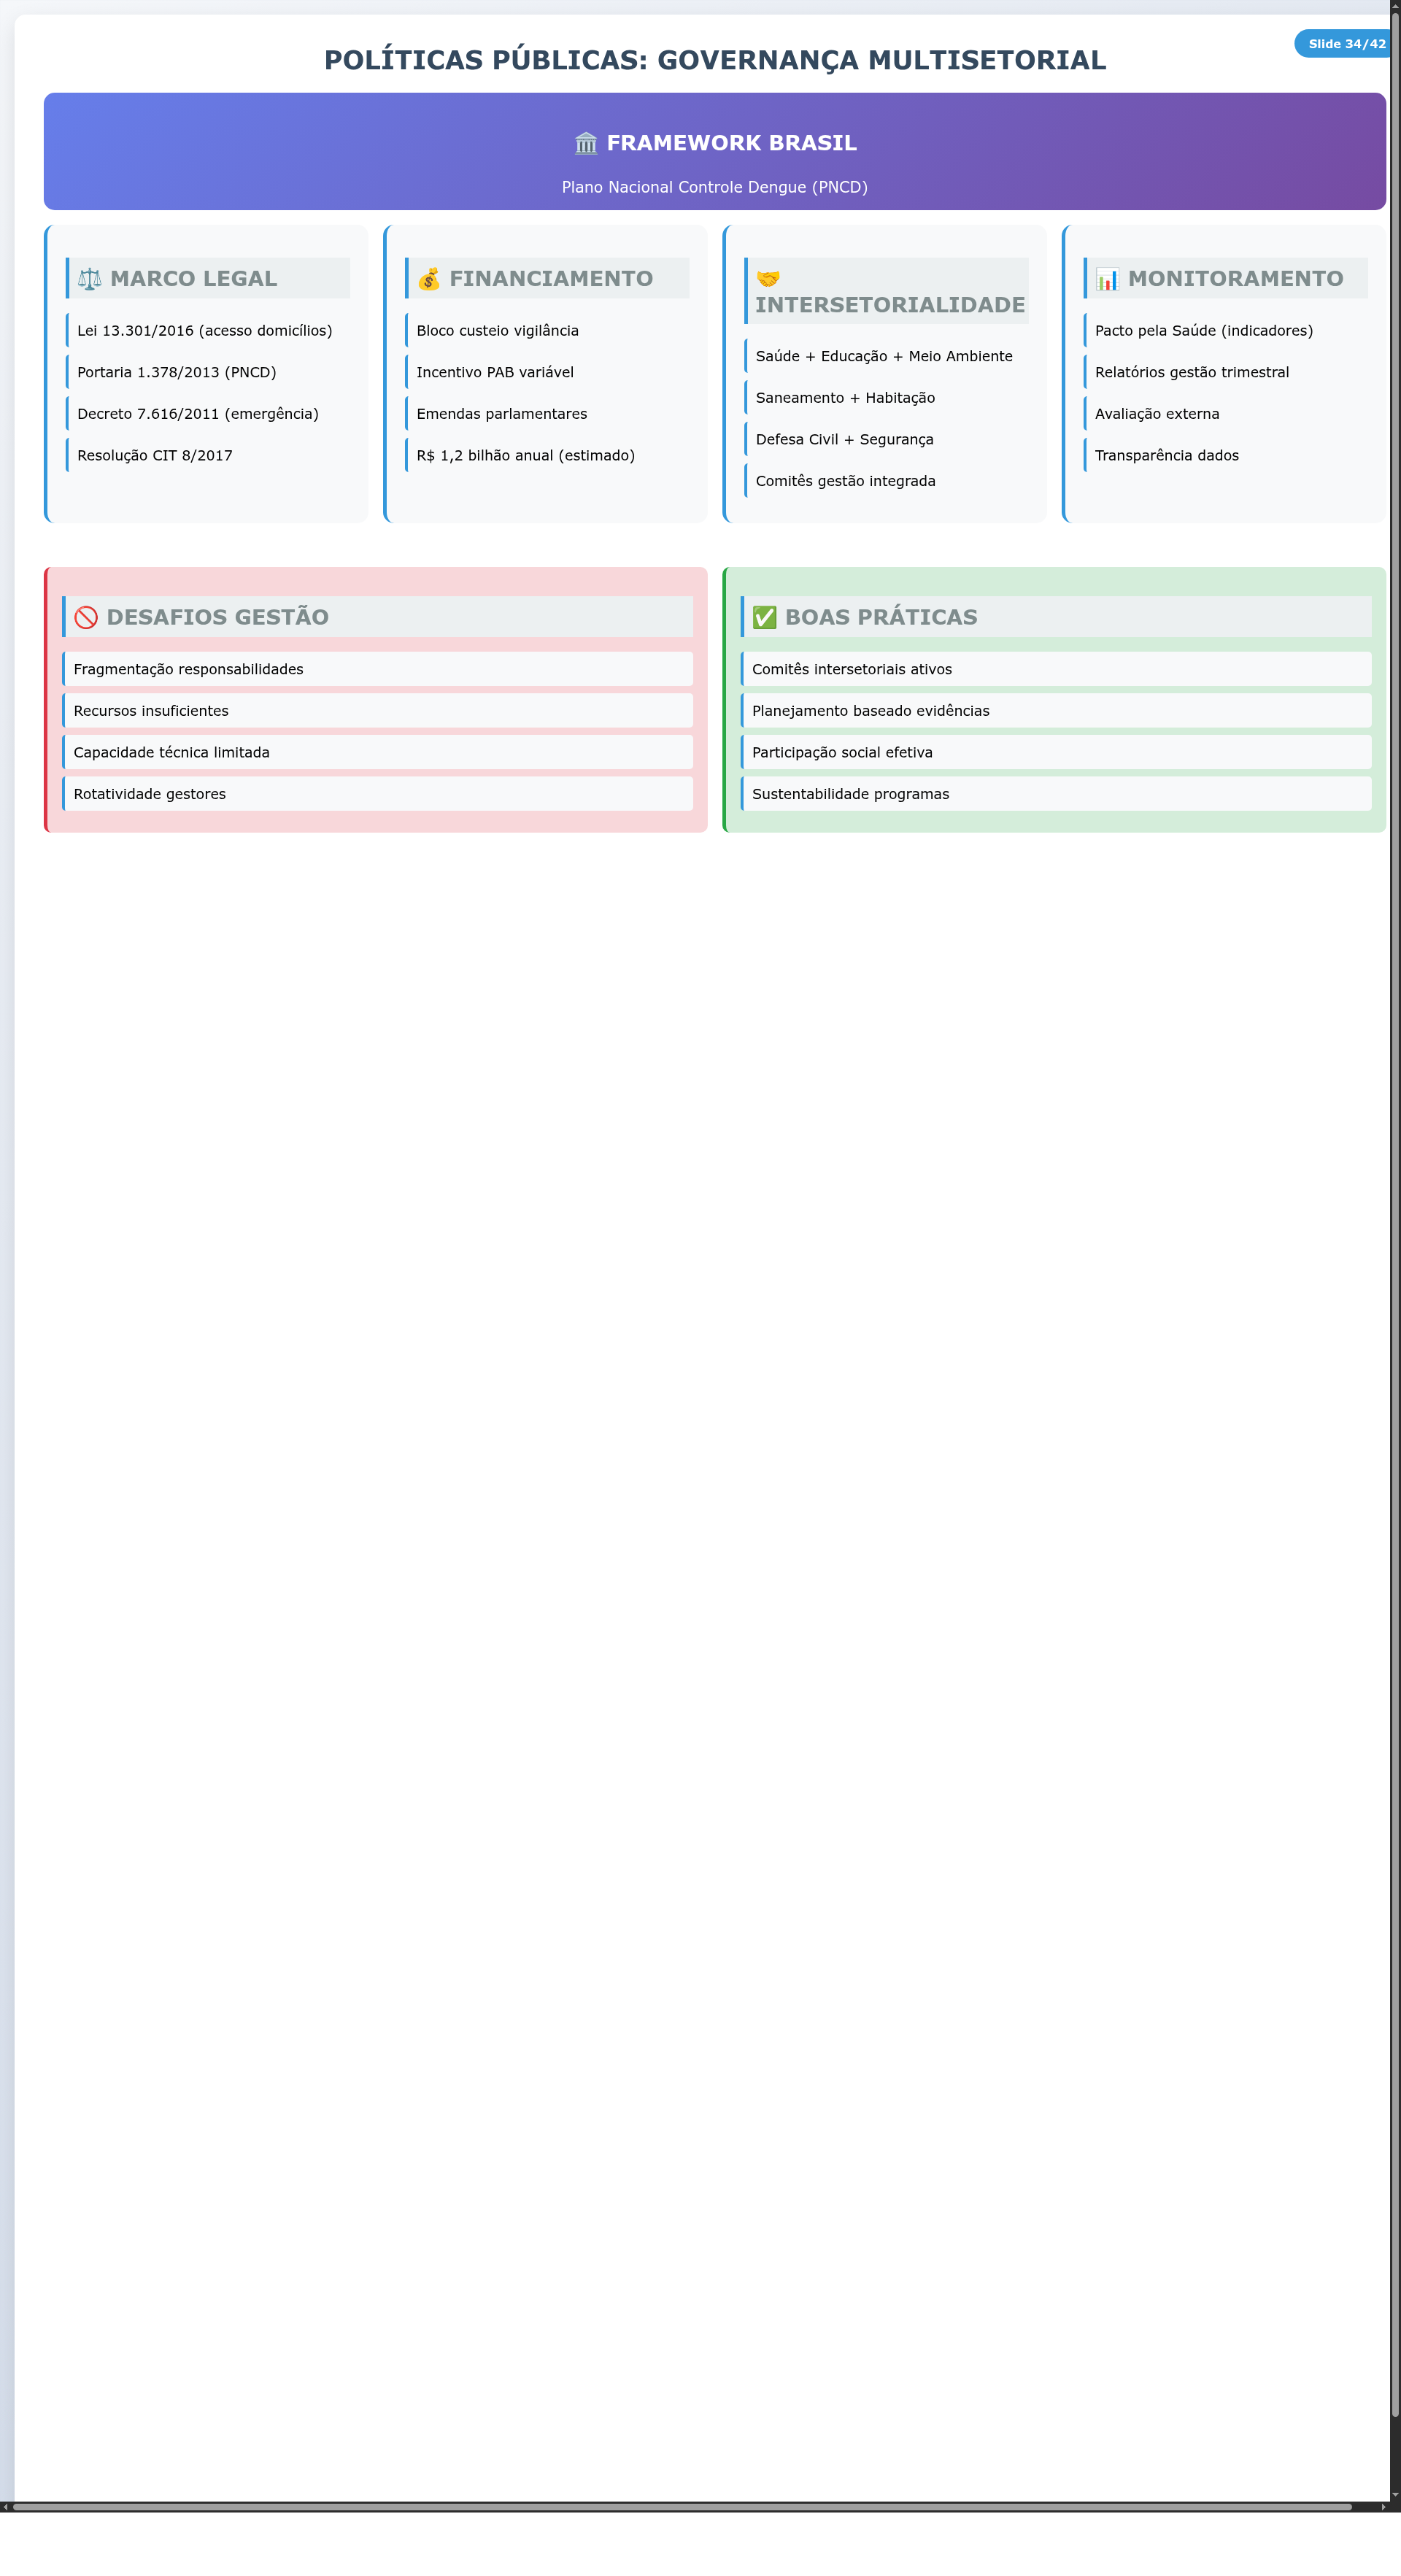 Slide 34/42
POLÍTICAS PÚBLICAS: GOVERNANÇA MULTISETORIAL
🏛️ FRAMEWORK BRASIL
Plano Nacional Controle Dengue (PNCD)
⚖️ MARCO LEGAL
Lei 13.301/2016 (acesso domicílios)
Portaria 1.378/2013 (PNCD)
Decreto 7.616/2011 (emergência)
Resolução CIT 8/2017
💰 FINANCIAMENTO
Bloco custeio vigilância
Incentivo PAB variável
Emendas parlamentares
R$ 1,2 bilhão anual (estimado)
🤝
INTERSETORIALIDADE
Saúde + Educação + Meio Ambiente
Saneamento + Habitação
Defesa Civil + Segurança
Comitês gestão integrada
📊 MONITORAMENTO
Pacto pela Saúde (indicadores)
Relatórios gestão trimestral
Avaliação externa
Transparência dados
🚫 DESAFIOS GESTÃO
Fragmentação responsabilidades
Recursos insuficientes
Capacidade técnica limitada
Rotatividade gestores
✅ BOAS PRÁTICAS
Comitês intersetoriais ativos
Planejamento baseado evidências
Participação social efetiva
Sustentabilidade programas